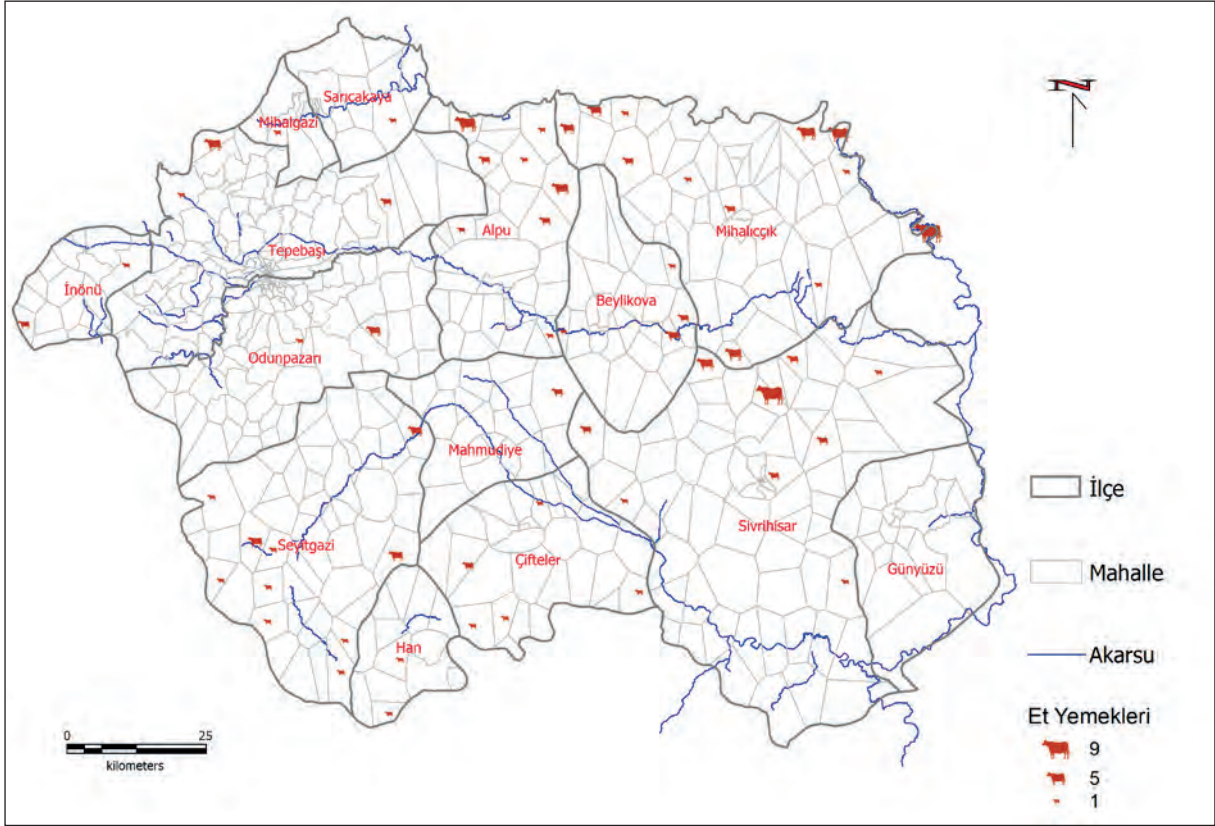 Sarıcakaya
Mihalgazi
Tepebaşı
Alpu
Mihalıççık
İnönü
Beylikova
Odunpazarı
Mahmudiye
Sivrihisar
Seyitgazi
Çifteler
Günyüzü
Han
N
İlçe
Mahalle
Akarsu
Et Yemekleri
9
5
1
0 25
kilometers